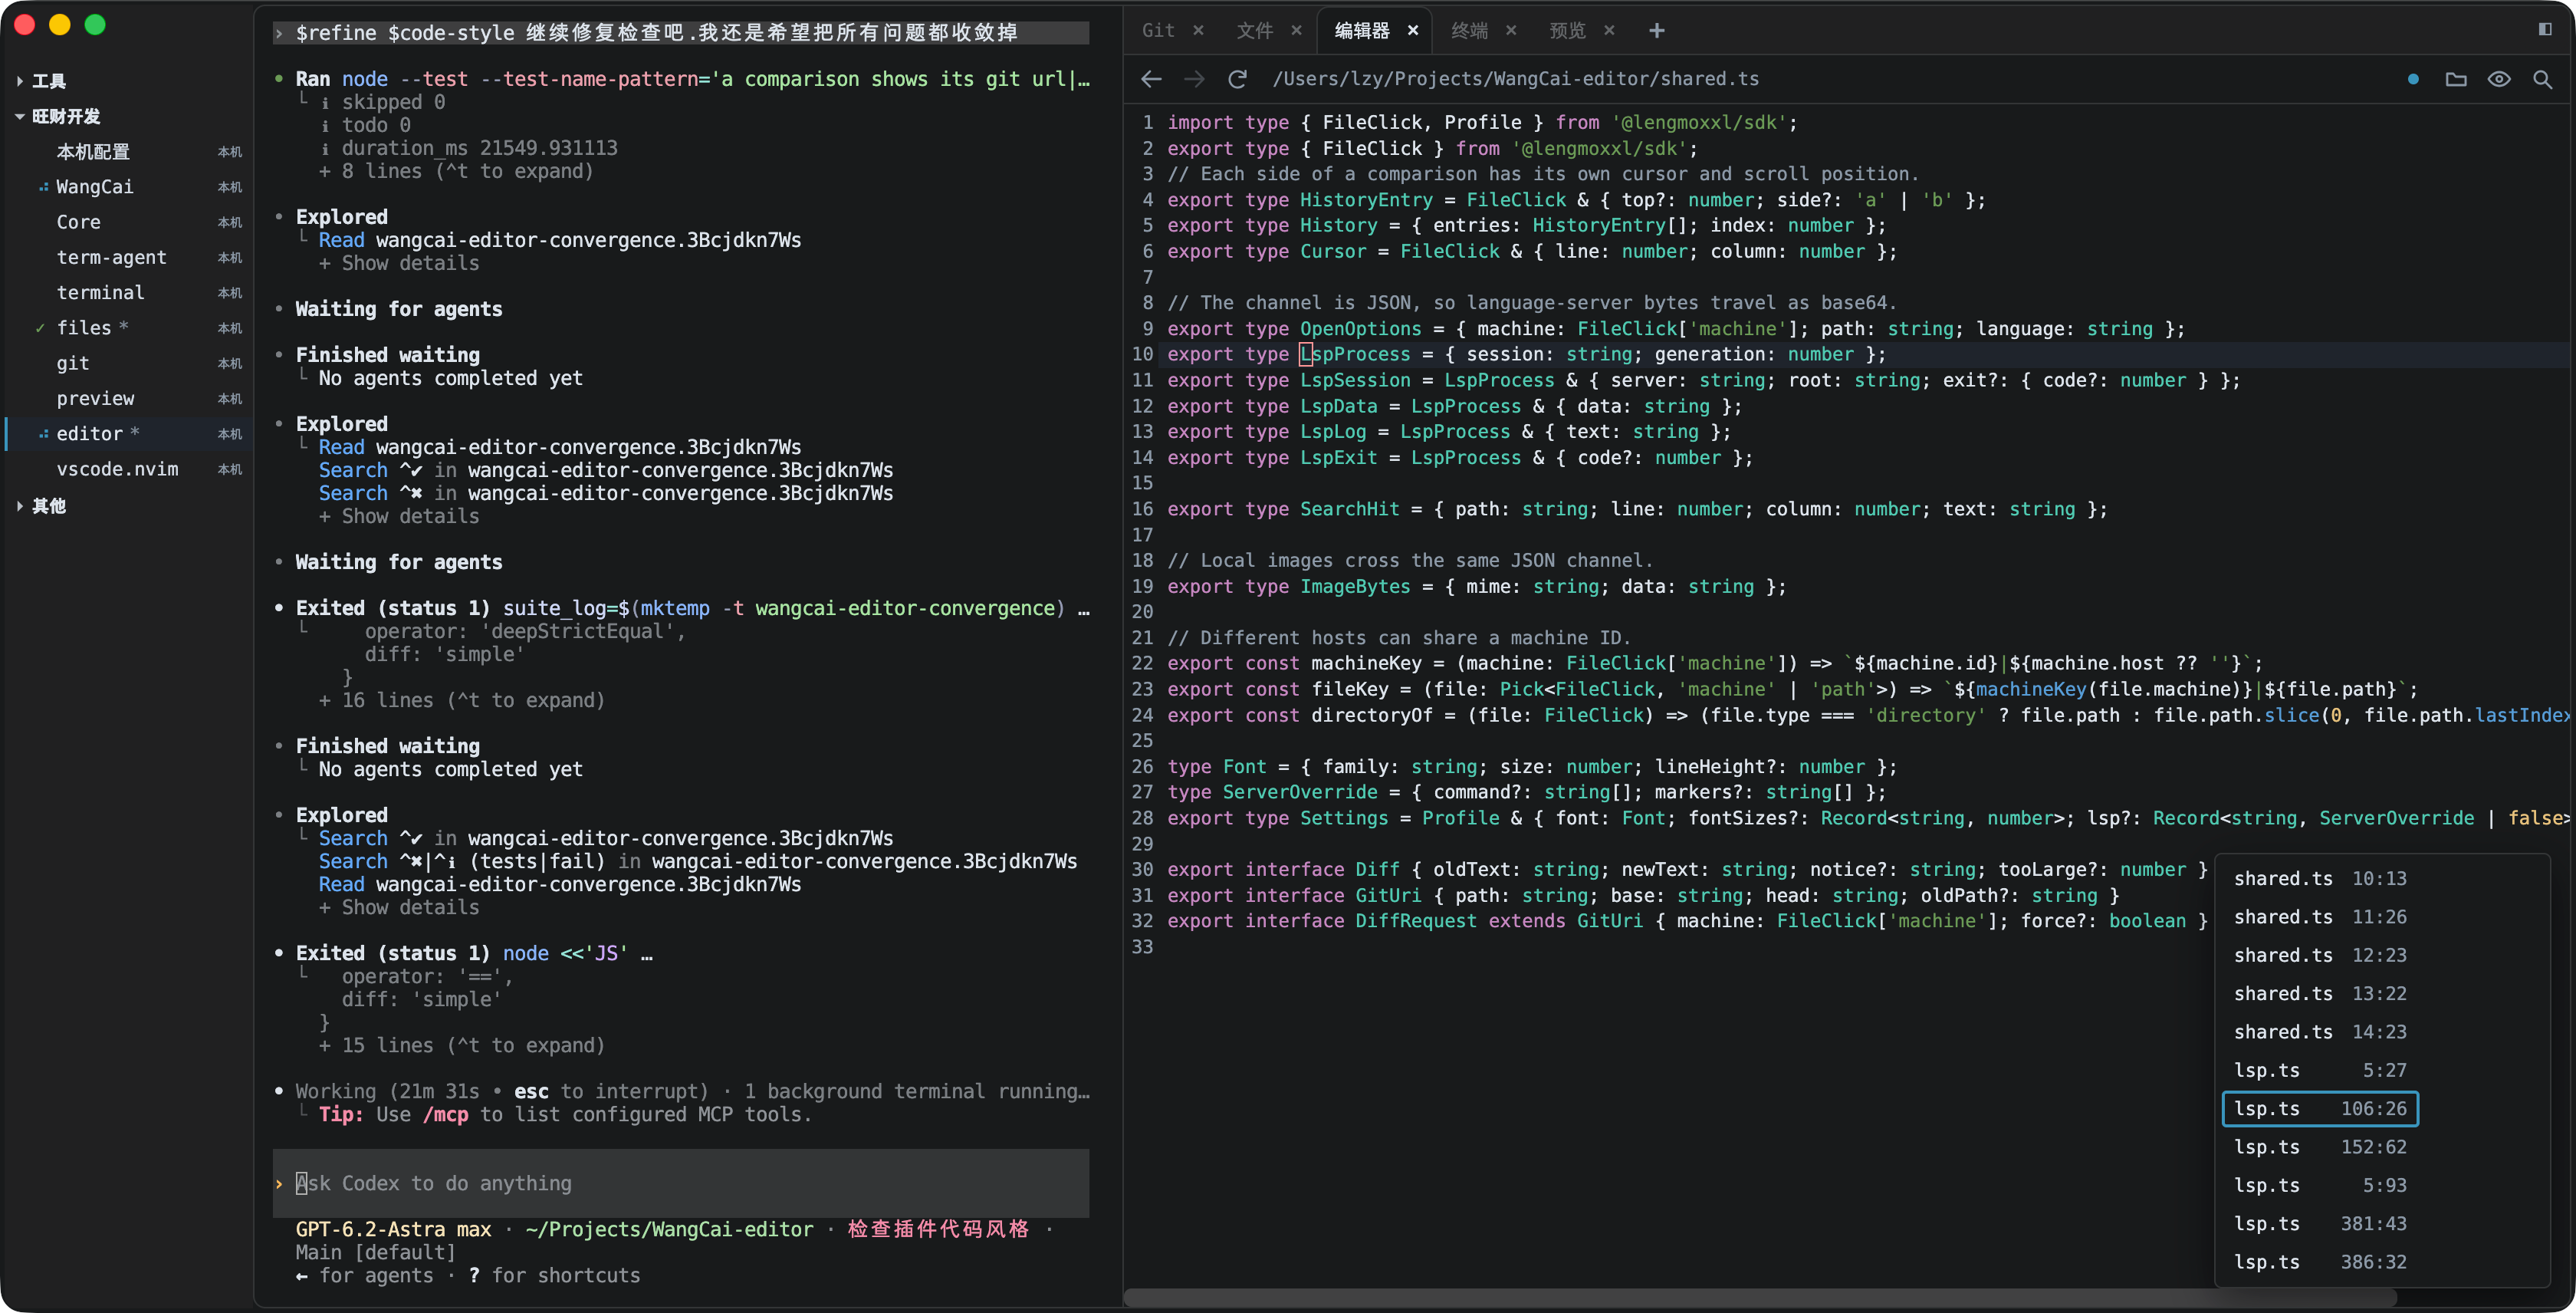 工具
旺财开发
本机配置 本机
WangCai 本机
Core 本机
term-agent 本机
terminal 本机
✓ files * 本机
git 本机
preview 本机
editor * 本机
vscode.nvim 本机
其他
› $refine $code-style 继续修复检查吧.我还是希望把所有问题都收敛掉
• Ran node --test --test-name-pattern='a comparison shows its git url|…
└ ℹ skipped 0
ℹ todo 0
ℹ duration_ms 21549.931113
+ 8 lines (^t to expand)
• Explored
└ Read wangcai-editor-convergence.3Bcjdkn7Ws
+ Show details
• Waiting for agents
• Finished waiting
└ No agents completed yet
• Explored
└ Read wangcai-editor-convergence.3Bcjdkn7Ws
Search ^✔ in wangcai-editor-convergence.3Bcjdkn7Ws
Search ^✖ in wangcai-editor-convergence.3Bcjdkn7Ws
+ Show details
• Waiting for agents
• Exited (status 1) suite_log=$(mktemp -t wangcai-editor-convergence) …
└ operator: 'deepStrictEqual',
diff: 'simple'
}
+ 16 lines (^t to expand)
• Finished waiting
└ No agents completed yet
• Explored
└ Search ^✔ in wangcai-editor-convergence.3Bcjdkn7Ws
Search ^✖|^ℹ (tests|fail) in wangcai-editor-convergence.3Bcjdkn7Ws
Read wangcai-editor-convergence.3Bcjdkn7Ws
+ Show details
• Exited (status 1) node <<'JS' …
└ operator: '==',
diff: 'simple'
}
+ 15 lines (^t to expand)
• Working (21m 31s • esc to interrupt) · 1 background terminal running…
└ Tip: Use /mcp to list configured MCP tools.
› Ask Codex to do anything
GPT-6.2-Astra max · ~/Projects/WangCai-editor · 检查插件代码风格 ·
Main [default]
← for agents · ? for shortcuts
Git × 文件 × 编辑器 × 终端 × 预览 × +
/Users/lzy/Projects/WangCai-editor/shared.ts
1 import type { FileClick, Profile } from '@lengmoxxl/sdk';
2 export type { FileClick } from '@lengmoxxl/sdk';
3 // Each side of a comparison has its own cursor and scroll position.
4 export type HistoryEntry = FileClick & { top?: number; side?: 'a' | 'b' };
5 export type History = { entries: HistoryEntry[]; index: number };
6 export type Cursor = FileClick & { line: number; column: number };
7
8 // The channel is JSON, so language-server bytes travel as base64.
9 export type OpenOptions = { machine: FileClick['machine']; path: string; language: string };
10 export type LspProcess = { session: string; generation: number };
11 export type LspSession = LspProcess & { server: string; root: string; exit?: { code?: number } };
12 export type LspData = LspProcess & { data: string };
13 export type LspLog = LspProcess & { text: string };
14 export type LspExit = LspProcess & { code?: number };
15
16 export type SearchHit = { path: string; line: number; column: number; text: string };
17
18 // Local images cross the same JSON channel.
19 export type ImageBytes = { mime: string; data: string };
20
21 // Different hosts can share a machine ID.
22 export const machineKey = (machine: FileClick['machine']) => `${machine.id}|${machine.host ?? ''}`;
23 export const fileKey = (file: Pick<FileClick, 'machine' | 'path'>) => `${machineKey(file.machine)}|${file.path}`;
24 export const directoryOf = (file: FileClick) => (file.type === 'directory' ? file.path : file.path.slice(0, file.path.lastIndex
25
26 type Font = { family: string; size: number; lineHeight?: number };
27 type ServerOverride = { command?: string[]; markers?: string[] };
28 export type Settings = Profile & { font: Font; fontSizes?: Record<string, number>; lsp?: Record<string, ServerOverride | false>
29
30 export interface Diff { oldText: string; newText: string; notice?: string; tooLarge?: number }
31 export interface GitUri { path: string; base: string; head: string; oldPath?: string }
32 export interface DiffRequest extends GitUri { machine: FileClick['machine']; force?: boolean }
33
shared.ts 10:13
shared.ts 11:26
shared.ts 12:23
shared.ts 13:22
shared.ts 14:23
lsp.ts 5:27
lsp.ts 106:26
lsp.ts 152:62
lsp.ts 5:93
lsp.ts 381:43
lsp.ts 386:32